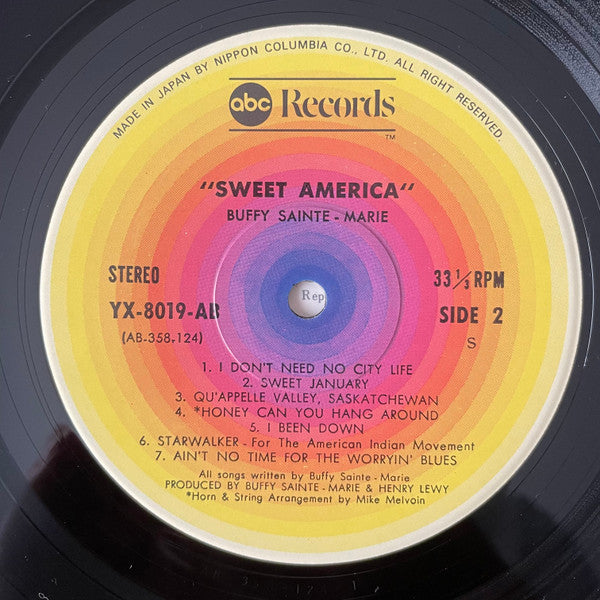 MADE IN JAPAN BY NIPPON COLUMBIA CO., LTD. ALL RIGHT RESERVED.
abc Records
TM
"SWEET AMERICA"
BUFFY SAINTE - MARIE
STEREO 33 1/3 RPM
YX-8019-AB SIDE 2
(AB-358-124) S
Rep
1. I DON'T NEED NO CITY LIFE
2. SWEET JANUARY
3. QU'APPELLE VALLEY, SASKATCHEWAN
4. *HONEY CAN YOU HANG AROUND
5. I BEEN DOWN
6. STARWALKER - For The American Indian Movement
7. AIN'T NO TIME FOR THE WORRYIN' BLUES
All songs written by Buffy Sainte - Marie
PRODUCED BY BUFFY SAINTE - MARIE & HENRY LEWY
*Horn & String Arrangement by Mike Melvoin